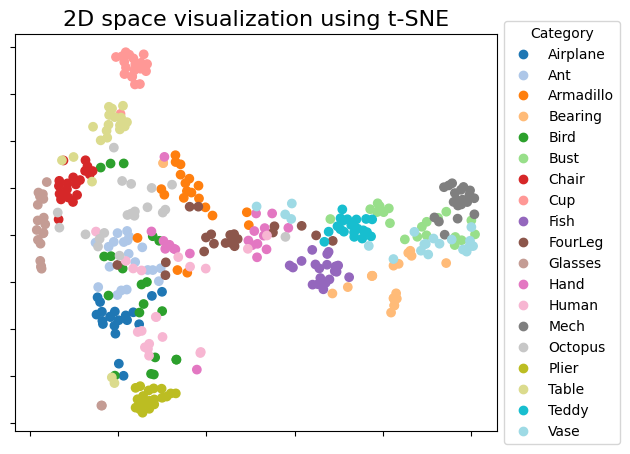 2D space visualization using t-SNE
Category
Airplane
Ant
Armadillo
Bearing
Bird
Bust
Chair
Cup
Fish
FourLeg
Glasses
Hand
Human
Mech
Octopus
Plier
Table
Teddy
Vase